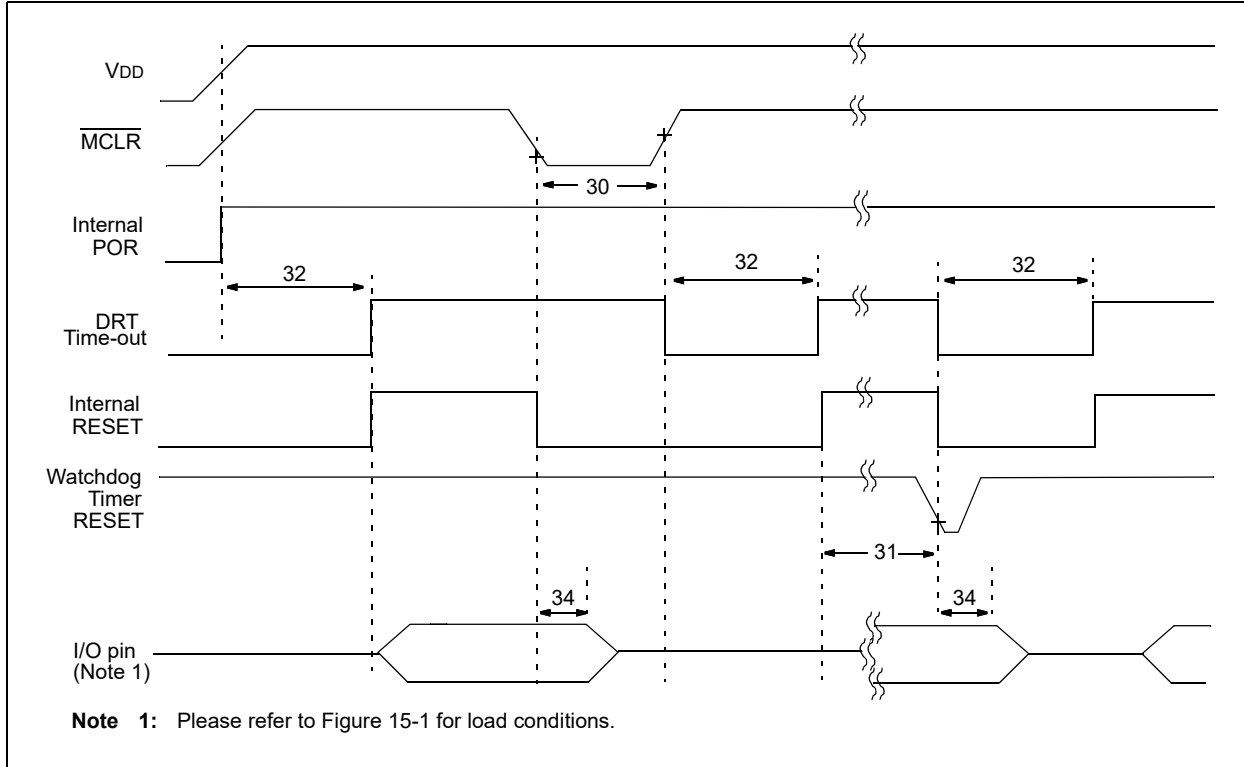 VDD
MCLR
30
Internal
POR
32
32
32
DRT
Time-out
Internal
RESET
Watchdog
Timer
RESET
31
34
34
I/O pin
(Note 1)
Note 1: Please refer to Figure 15-1 for load conditions.